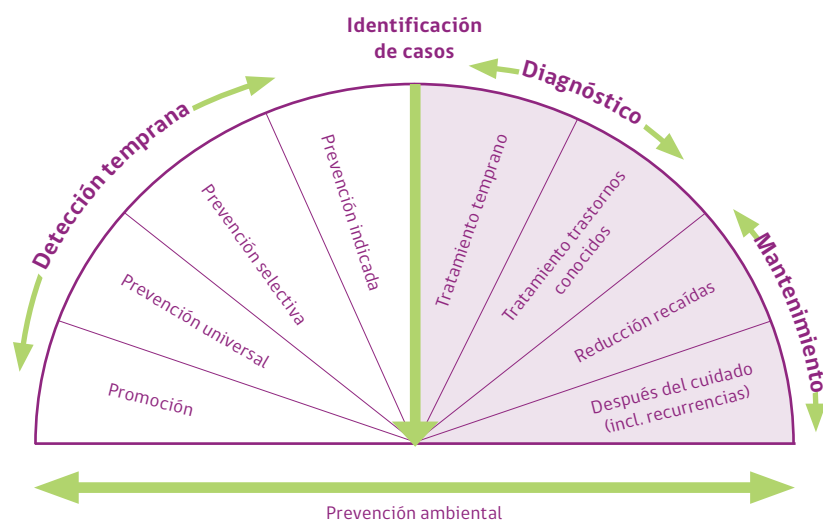 Identificación
de casos
Detección temprana
Diagnóstico
Mantenimiento
Promoción
Prevención universal
Prevención selectiva
Prevención indicada
Tratamiento temprano
Tratamiento trastornos
conocidos
Reducción recaídas
Después del cuidado
(incl. recurrencias)
Prevención ambiental